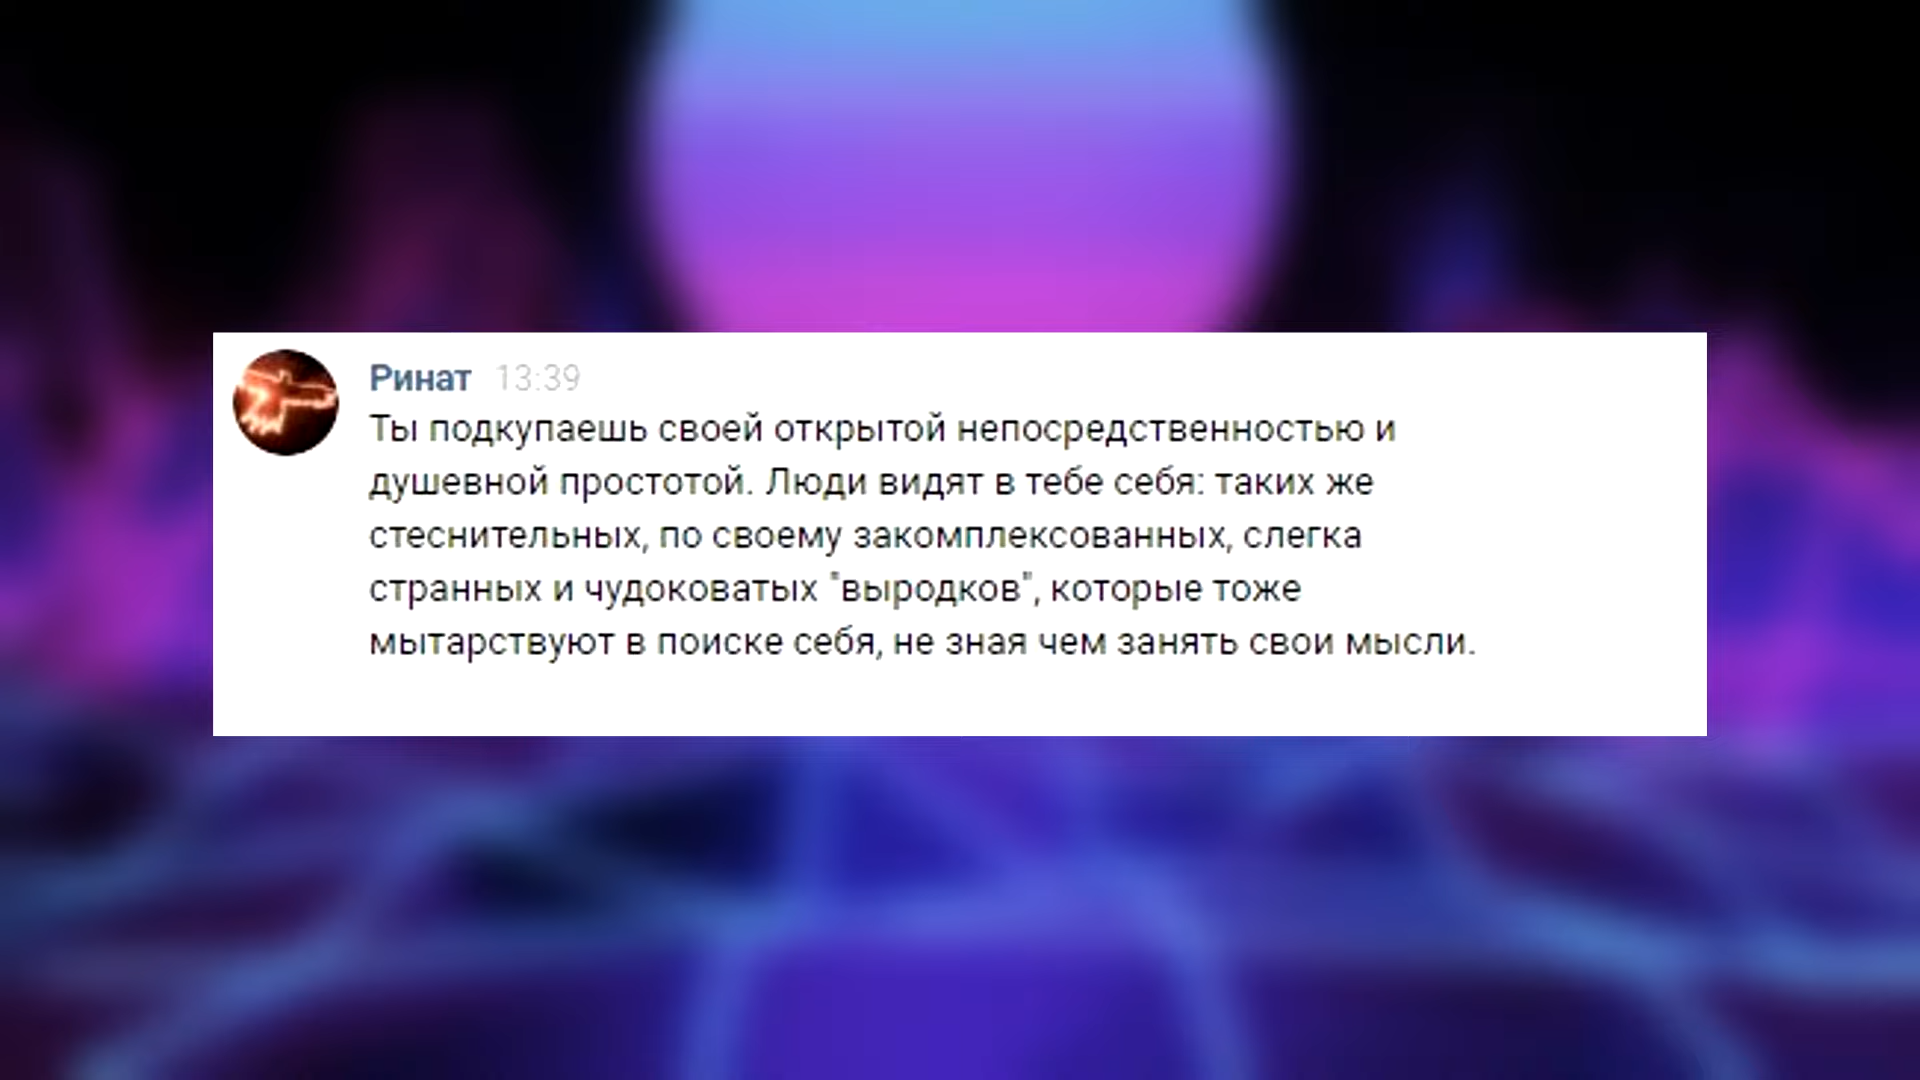 Ринат 13:39
Ты подкупаешь своей открытой непосредственностью и
душевной простотой. Люди видят в тебе себя: таких же
стеснительных, по своему закомплексованных, слегка
странных и чудоковатых "выродков", которые тоже
мытарствуют в поиске себя, не зная чем занять свои мысли.